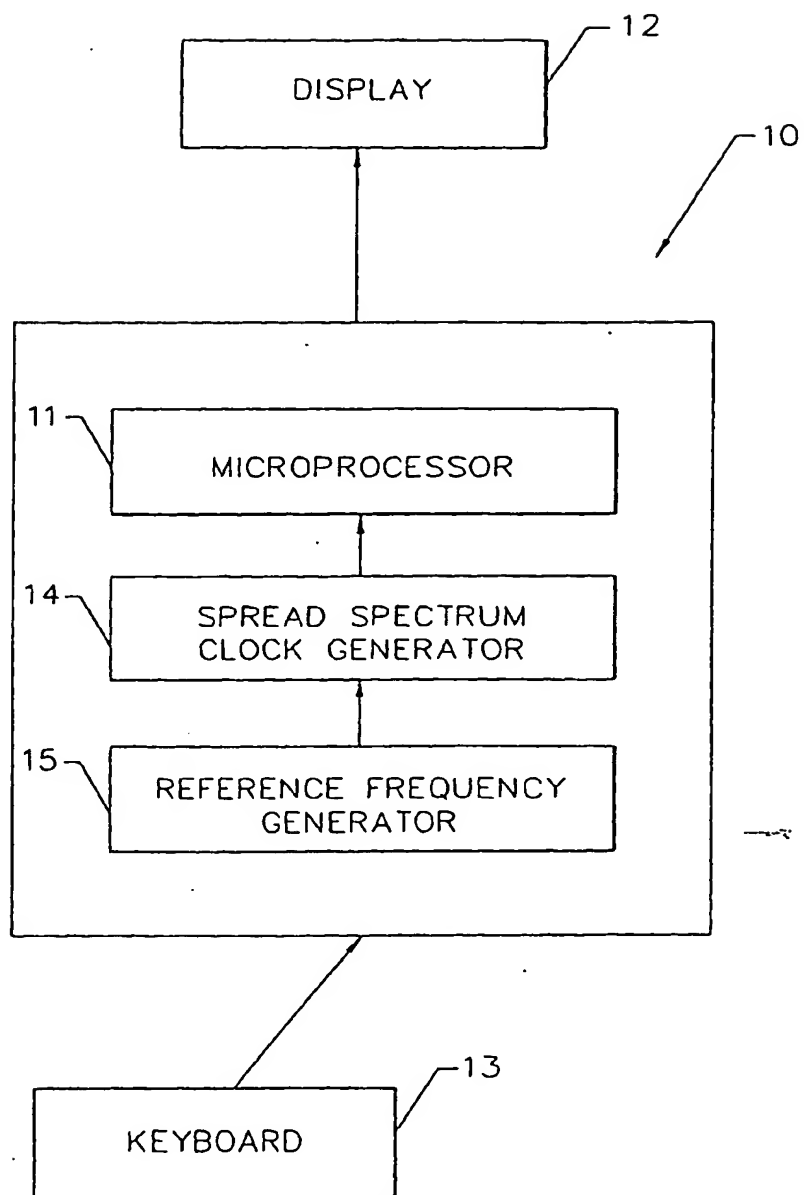 12
DISPLAY
10
11
MICROPROCESSOR
14
SPREAD SPECTRUM
CLOCK GENERATOR
15
REFERENCE FREQUENCY
GENERATOR
13
KEYBOARD